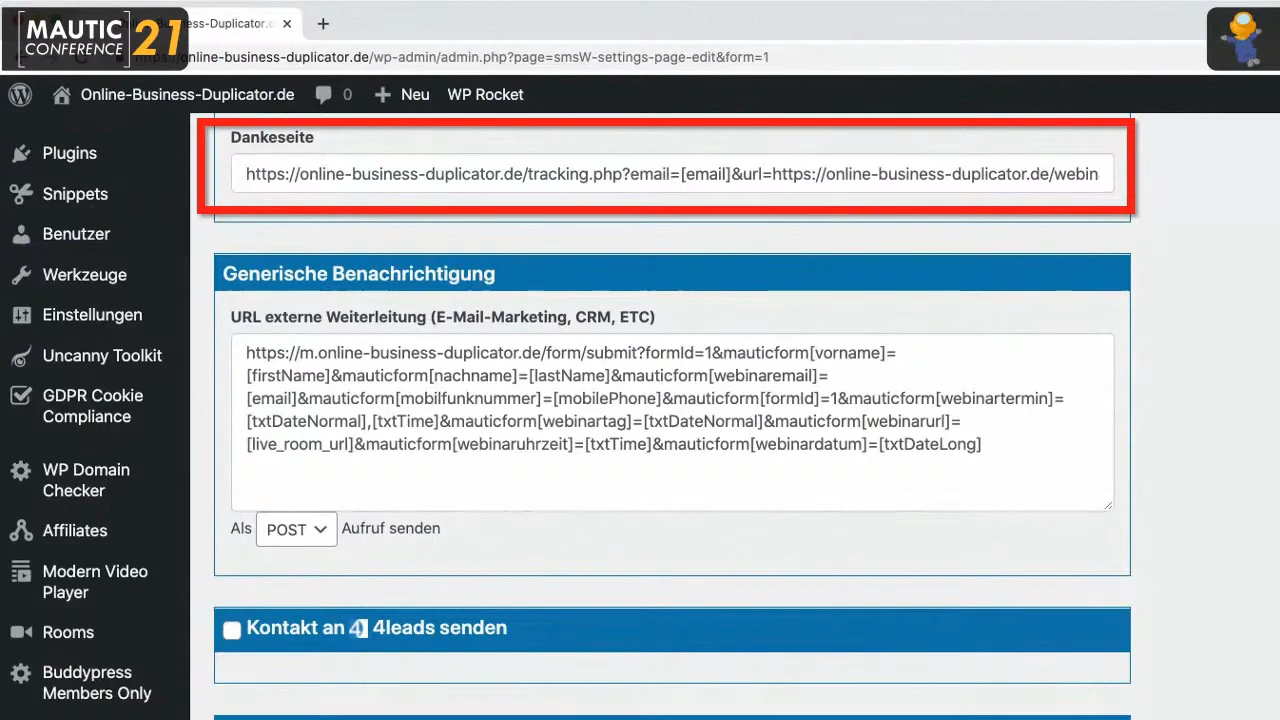 [MAUTIC CONFERENCE] 21
ess-Duplicator.d
online-business-duplicator.de/wp-admin/admin.php?page=smsW-settings-page-edit&form=1
Online-Business-Duplicator.de 0 Neu WP Rocket
Plugins
Snippets
Benutzer
Werkzeuge
Einstellungen
Uncanny Toolkit
GDPR Cookie
Compliance
WP Domain
Checker
Affiliates
Modern Video
Player
Rooms
Buddypress
Members Only
Dankeseite
https://online-business-duplicator.de/tracking.php?email=[email]&url=https://online-business-duplicator.de/webin
Generische Benachrichtigung
URL externe Weiterleitung (E-Mail-Marketing, CRM, ETC)
https://m.online-business-duplicator.de/form/submit?formId=1&mauticform[vorname]=
[firstName]&mauticform[nachname]=[lastName]&mauticform[webinaremail]=
[email]&mauticform[mobilfunknummer]=[mobilePhone]&mauticform[formId]=1&mauticform[webinartermin]=
[txtDateNormal],[txtTime]&mauticform[webinartag]=[txtDateNormal]&mauticform[webinarurl]=
[live_room_url]&mauticform[webinaruhrzeit]=[txtTime]&mauticform[webinardatum]=[txtDateLong]
Als POST Aufruf senden
Kontakt an 4 4leads senden